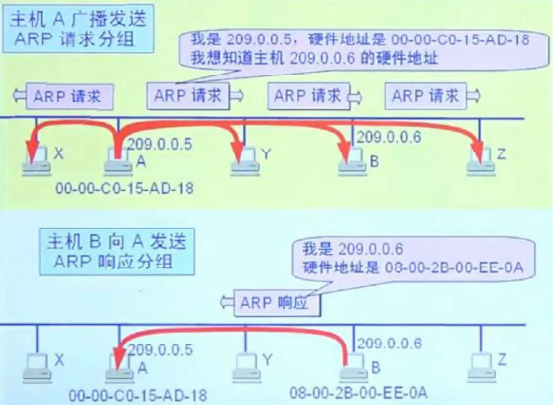 主机 A 广播发送
ARP 请求分组
我是 209.0.0.5，硬件地址是 00-00-C0-15-AD-18
我想知道主机 209.0.0.6 的硬件地址
ARP 请求
ARP 请求
ARP 请求
ARP 请求
209.0.0.5
209.0.0.6
X
A
Y
B
Z
00-00-C0-15-AD-18
主机 B 向 A 发送
ARP 响应分组
我是 209.0.0.6
硬件地址是 08-00-2B-00-EE-0A
ARP 响应
209.0.0.5
209.0.0.6
X
A
Y
B
Z
00-00-C0-15-AD-18
08-00-2B-00-EE-0A